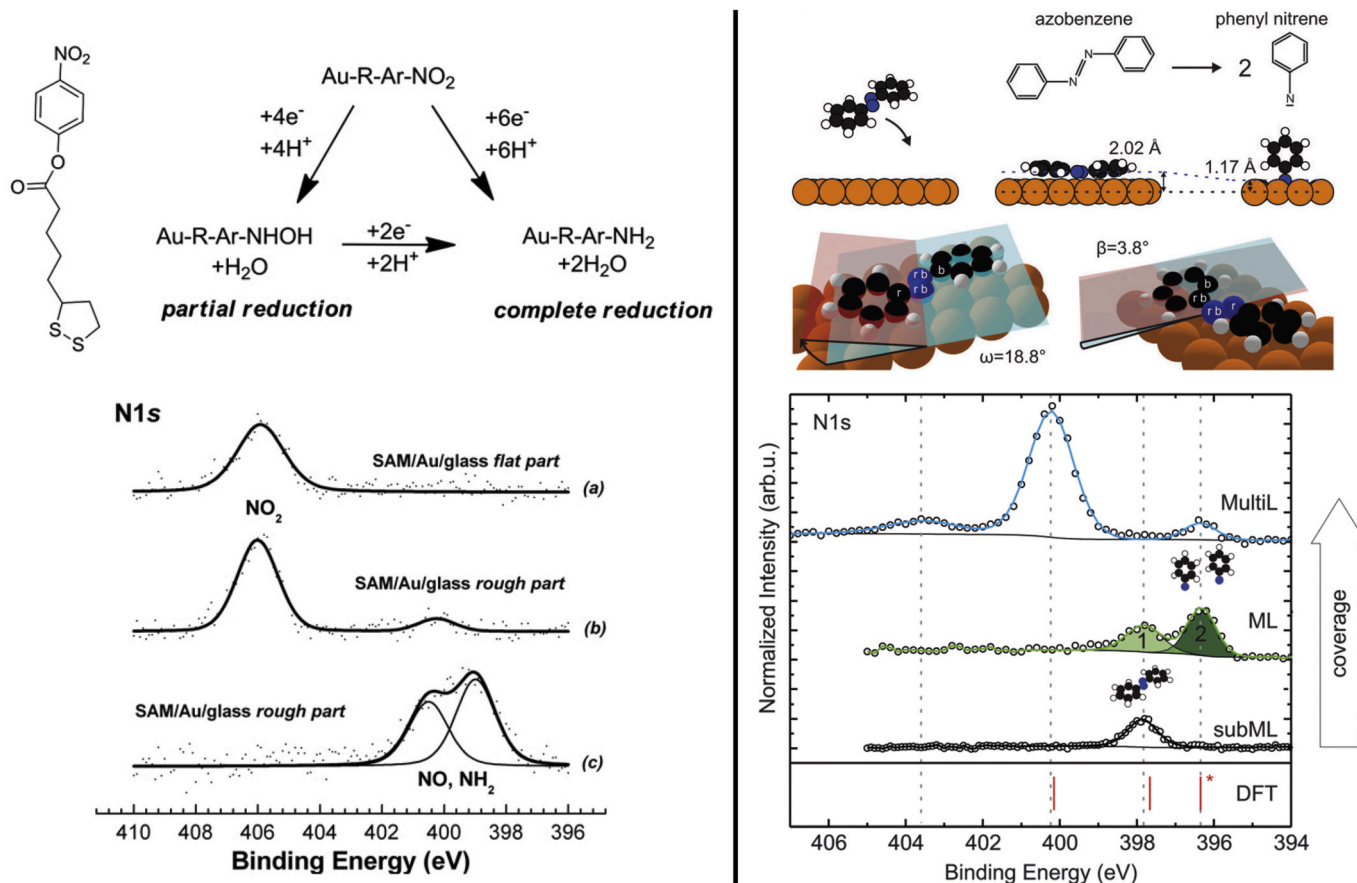 NO₂
O
O
S
S
Au-R-Ar-NO₂
+4e⁻
+4H⁺
+6e⁻
+6H⁺
Au-R-Ar-NHOH
+H₂O
+2e⁻
+2H⁺
Au-R-Ar-NH₂
+2H₂O
partial reduction
complete reduction
N1s
SAM/Au/glass flat part
(a)
NO₂
SAM/Au/glass rough part
(b)
SAM/Au/glass rough part
(c)
NO, NH₂
410 408 406 404 402 400 398 396
Binding Energy (eV)
azobenzene
phenyl nitrene
N
N
2
N
2.02 Å
1.17 Å
r b
b
r
r b
ω=18.8°
β=3.8°
b
r b
r
r b
N1s
MultiL
ML
1
2
subML
*
DFT
Normalized Intensity (arb.u.)
coverage
406 404 402 400 398 396 394
Binding Energy (eV)